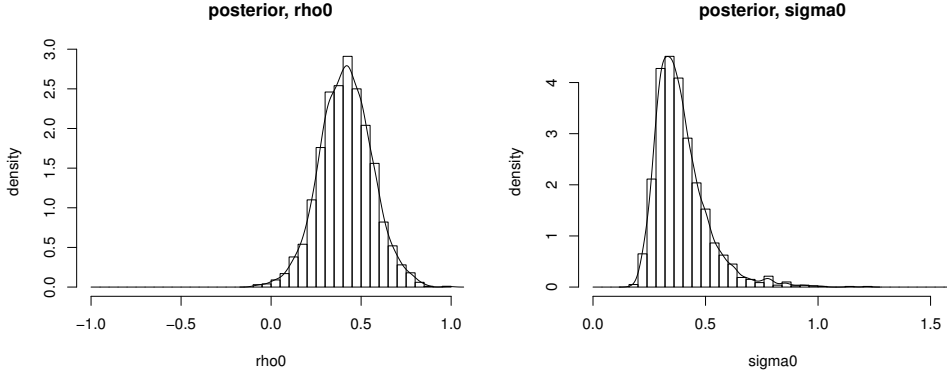 posterior, rho0
density
0.0 0.5 1.0 1.5 2.0 2.5 3.0
−1.0 −0.5 0.0 0.5 1.0
rho0
posterior, sigma0
density
0 1 2 3 4
0.0 0.5 1.0 1.5
sigma0